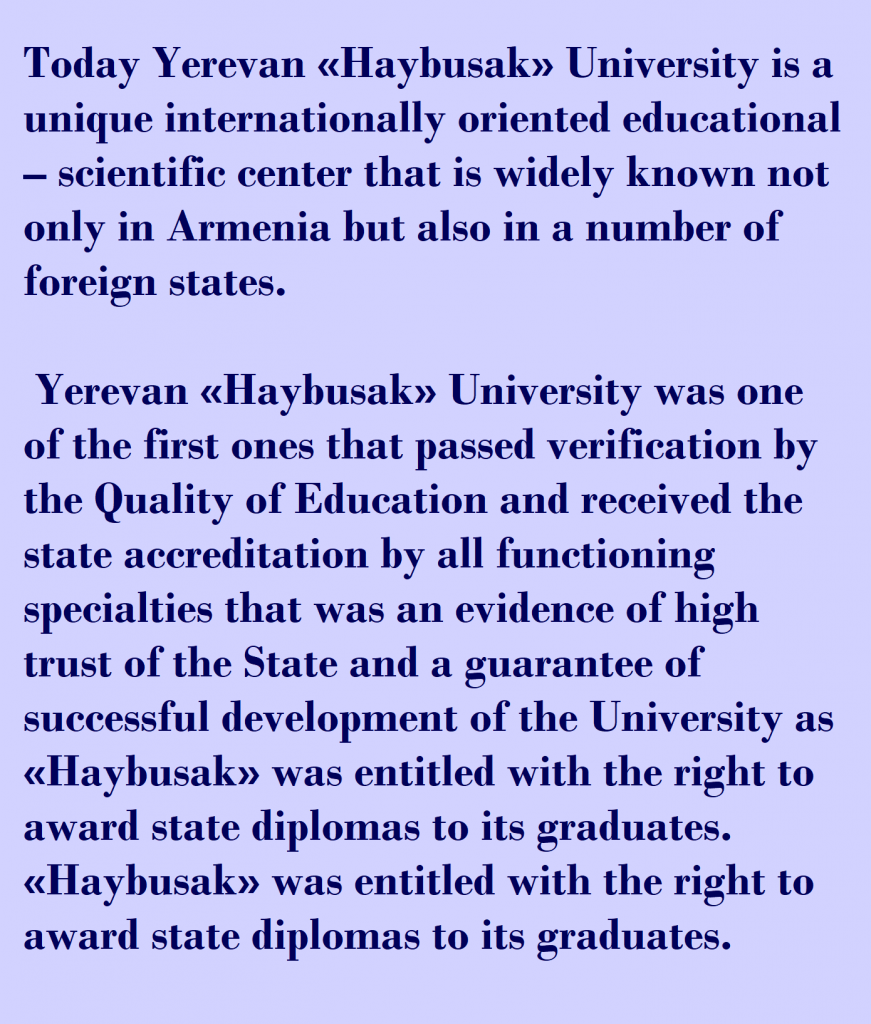 Today Yerevan «Haybusak» University is a
unique internationally oriented educational
– scientific center that is widely known not
only in Armenia but also in a number of
foreign states.
Yerevan «Haybusak» University was one
of the first ones that passed verification by
the Quality of Education and received the
state accreditation by all functioning
specialties that was an evidence of high
trust of the State and a guarantee of
successful development of the University as
«Haybusak» was entitled with the right to
award state diplomas to its graduates.
«Haybusak» was entitled with the right to
award state diplomas to its graduates.